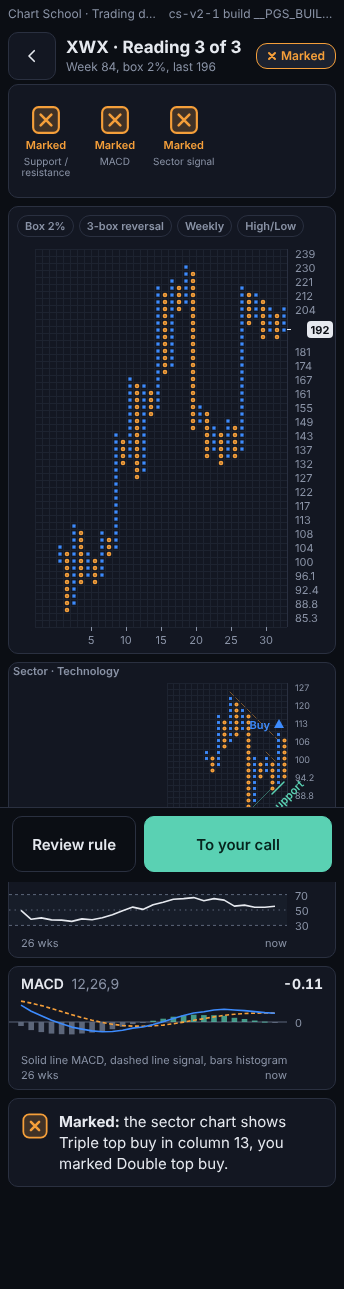 Chart School · Trading d... cs-v2-1 build __PGS_BUIL...
XWX · Reading 3 of 3
Week 84, box 2%, last 196
Marked
Marked Marked Marked
Support / resistance MACD Sector signal
Box 2% 3-box reversal Weekly High/Low
239
230
221
212
204
192
181
174
167
161
155
149
143
137
132
127
122
117
113
108
104
100
96.1
92.4
88.8
85.3
5 10 15 20 25 30
Sector · Technology
127
120
113
Buy
106
100
94.2
88.8
upport
Review rule To your call
70
50
30
26 wks now
MACD 12,26,9 -0.11
0
Solid line MACD, dashed line signal, bars histogram
26 wks now
Marked: the sector chart shows
Triple top buy in column 13, you
marked Double top buy.